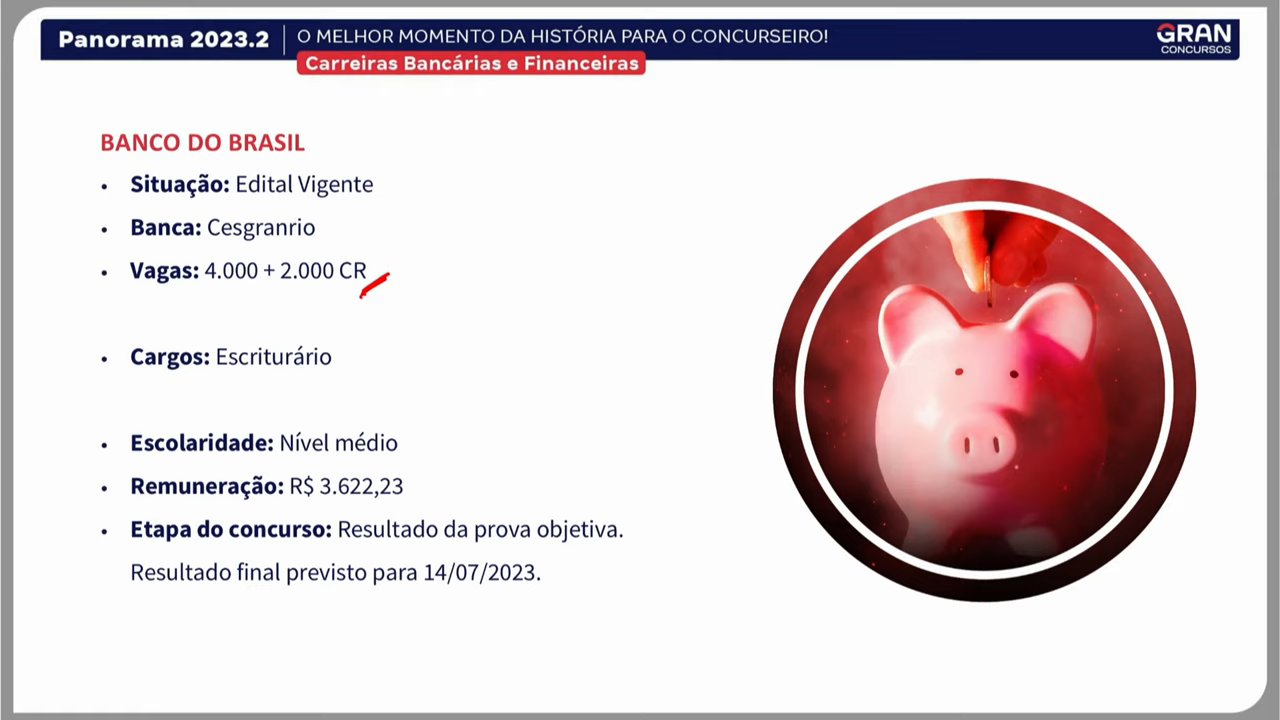 Panorama 2023.2
O MELHOR MOMENTO DA HISTÓRIA PARA O CONCURSEIRO!
Carreiras Bancárias e Financeiras
GRAN
CONCURSOS
BANCO DO BRASIL
• Situação: Edital Vigente
• Banca: Cesgranrio
• Vagas: 4.000 + 2.000 CR
• Cargos: Escriturário
• Escolaridade: Nível médio
• Remuneração: R$ 3.622,23
• Etapa do concurso: Resultado da prova objetiva.
Resultado final previsto para 14/07/2023.